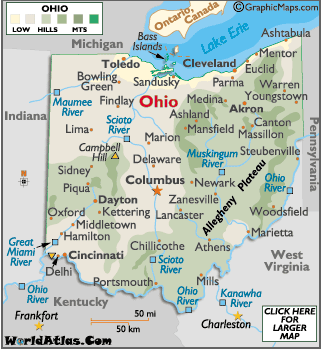 OHIO
LOW HILLS MTS
© GraphicMaps.com
Ontario, Canada
Michigan
Bass Islands
Lake Erie
Ashtabula
Toledo
Cleveland
Mentor
Bowling Green
Sandusky
Euclid
Parma
Warren
Maumee River
Findlay
Ohio
Medina
Akron
Youngstown
Indiana
Scioto River
Ashland
Canton
Lima
Marion
Mansfield
Massillon
Campbell Hill
Steubenville
Pennsylvania
Delaware
Muskingum River
Sidney
Piqua
Columbus
Newark
Ohio River
Dayton
Zanesville
Allegheny Plateau
Oxford
Kettering
Lancaster
Woodsfield
Middletown
Hamilton
Marietta
Great Miami River
Chillicothe
Athens
Cincinnati
Scioto River
West Virginia
Delhi
Portsmouth
Mills
Ohio River
Kentucky
Ohio River
Kanawha River
Frankfort
50 mi
50 km
Charleston
CLICK HERE FOR LARGER MAP
WorldAtlas.Com